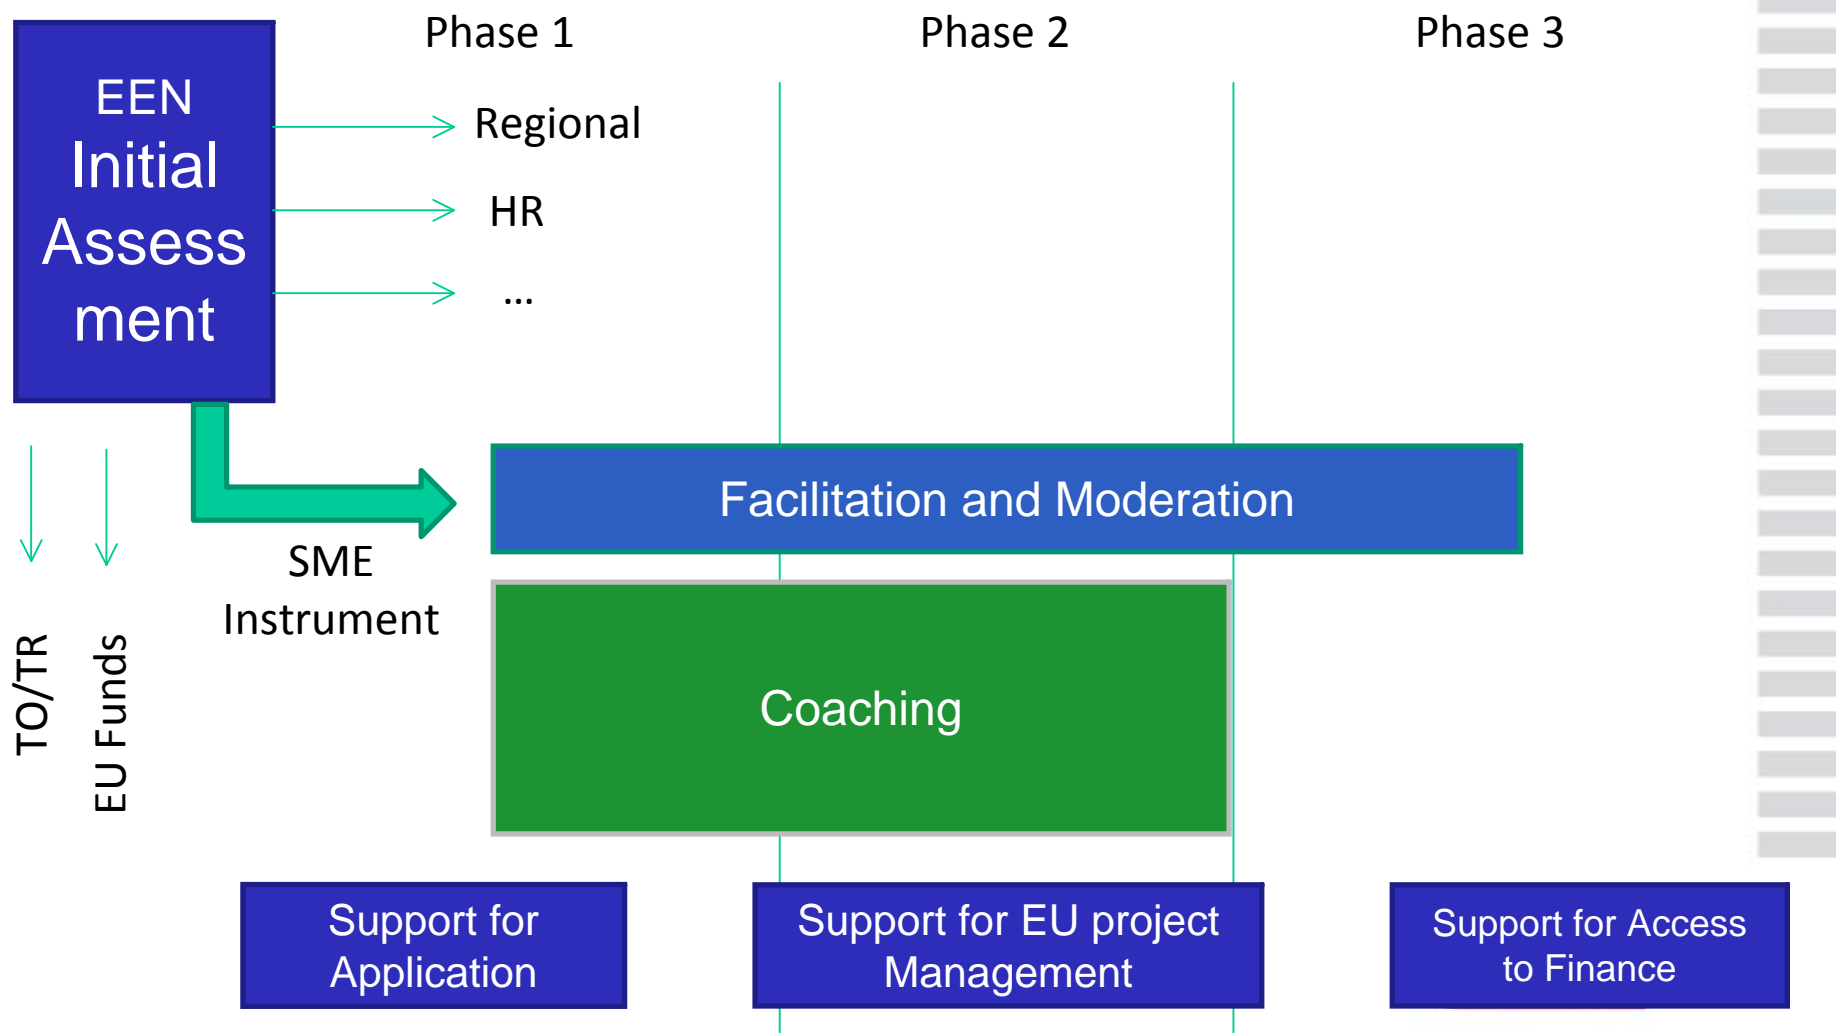 Phase 1
Phase 2
Phase 3
EEN
Initial
Assess
ment
Regional
HR
...
Facilitation and Moderation
SME
Instrument
TO/TR
EU Funds
Coaching
Support for
Application
Support for EU project
Management
Support for Access
to Finance